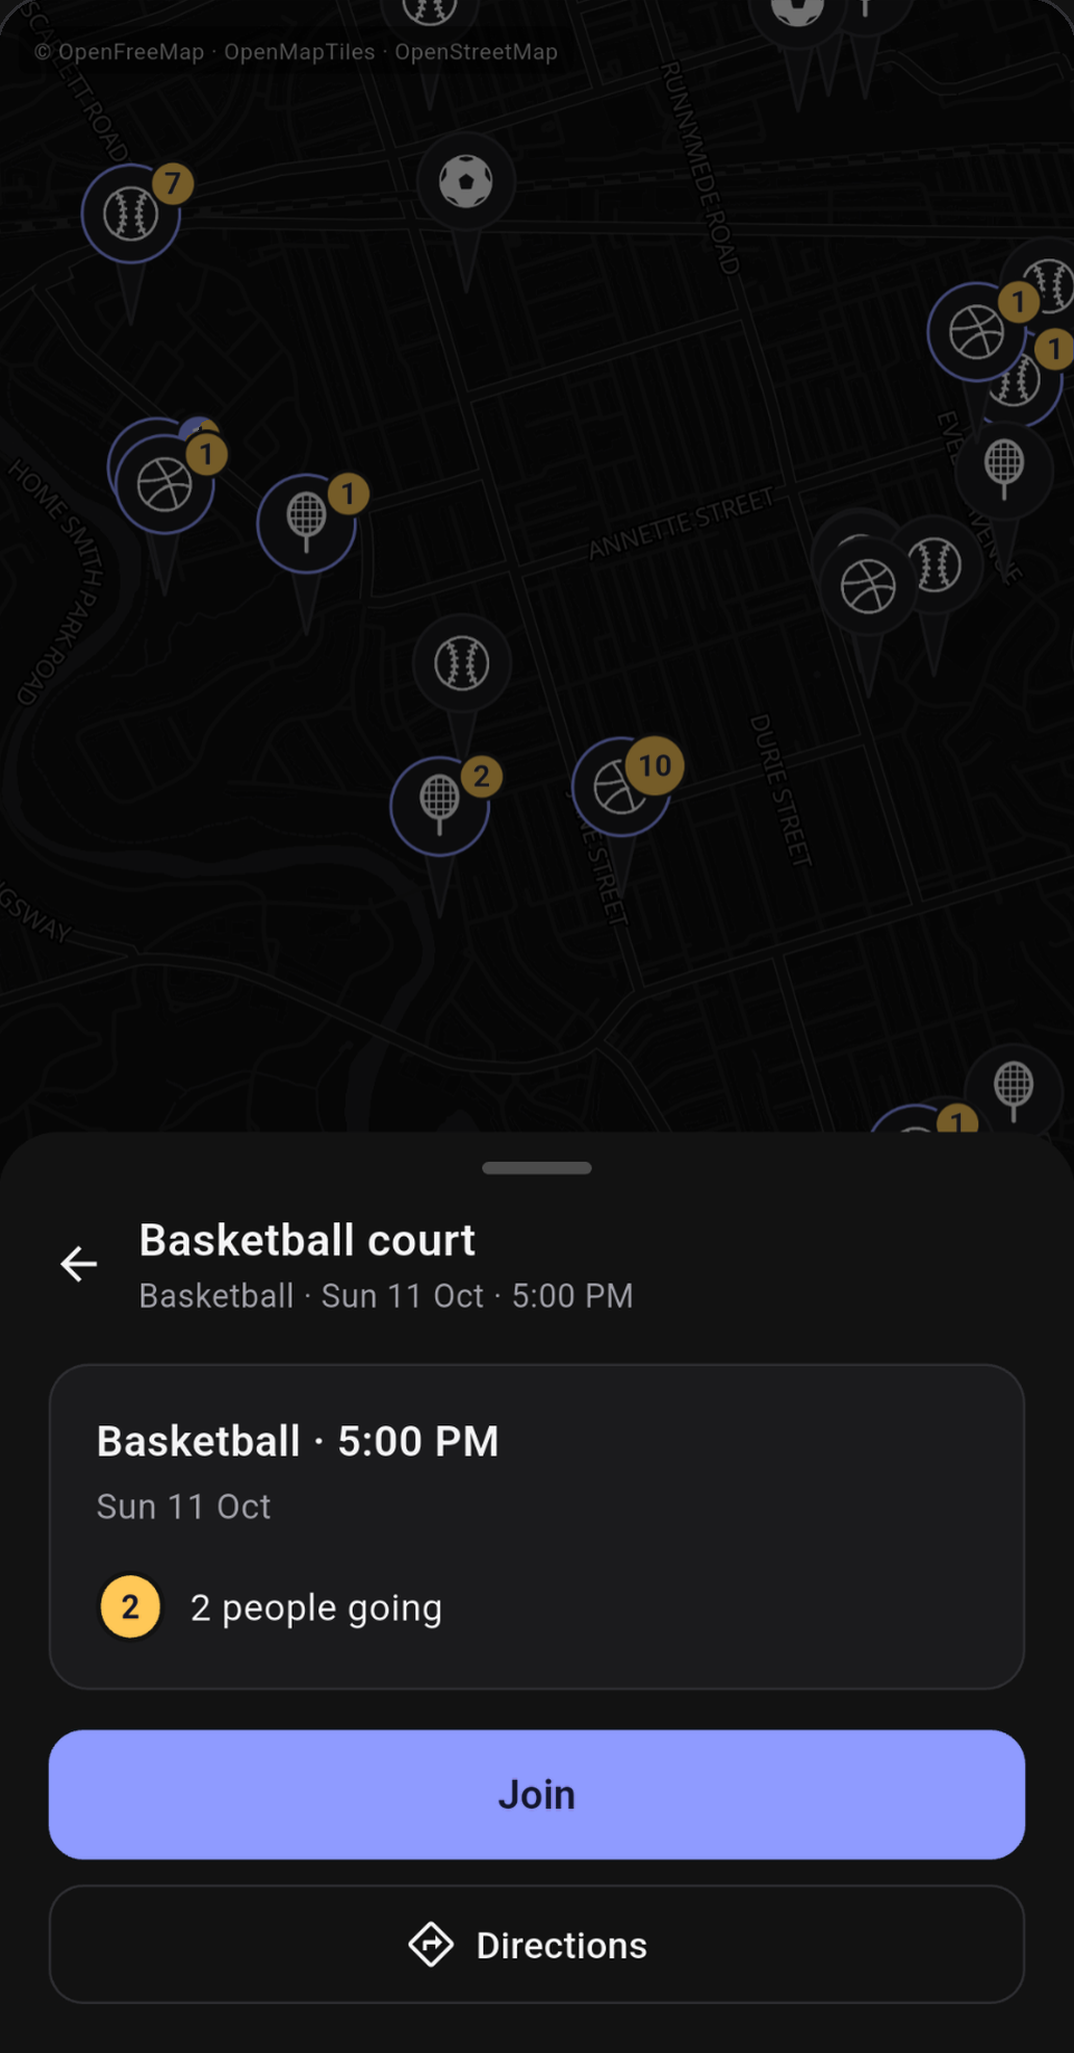 © OpenFreeMap · OpenMapTiles · OpenStreetMap
RUNNYMEDE ROAD
7
1
1
1
1
HOME SMITH PARK ROAD
ANNETTE STREET
2
10
DURIE STREET
1
Basketball court
Basketball · Sun 11 Oct · 5:00 PM
Basketball · 5:00 PM
Sun 11 Oct
2 2 people going
Join
Directions